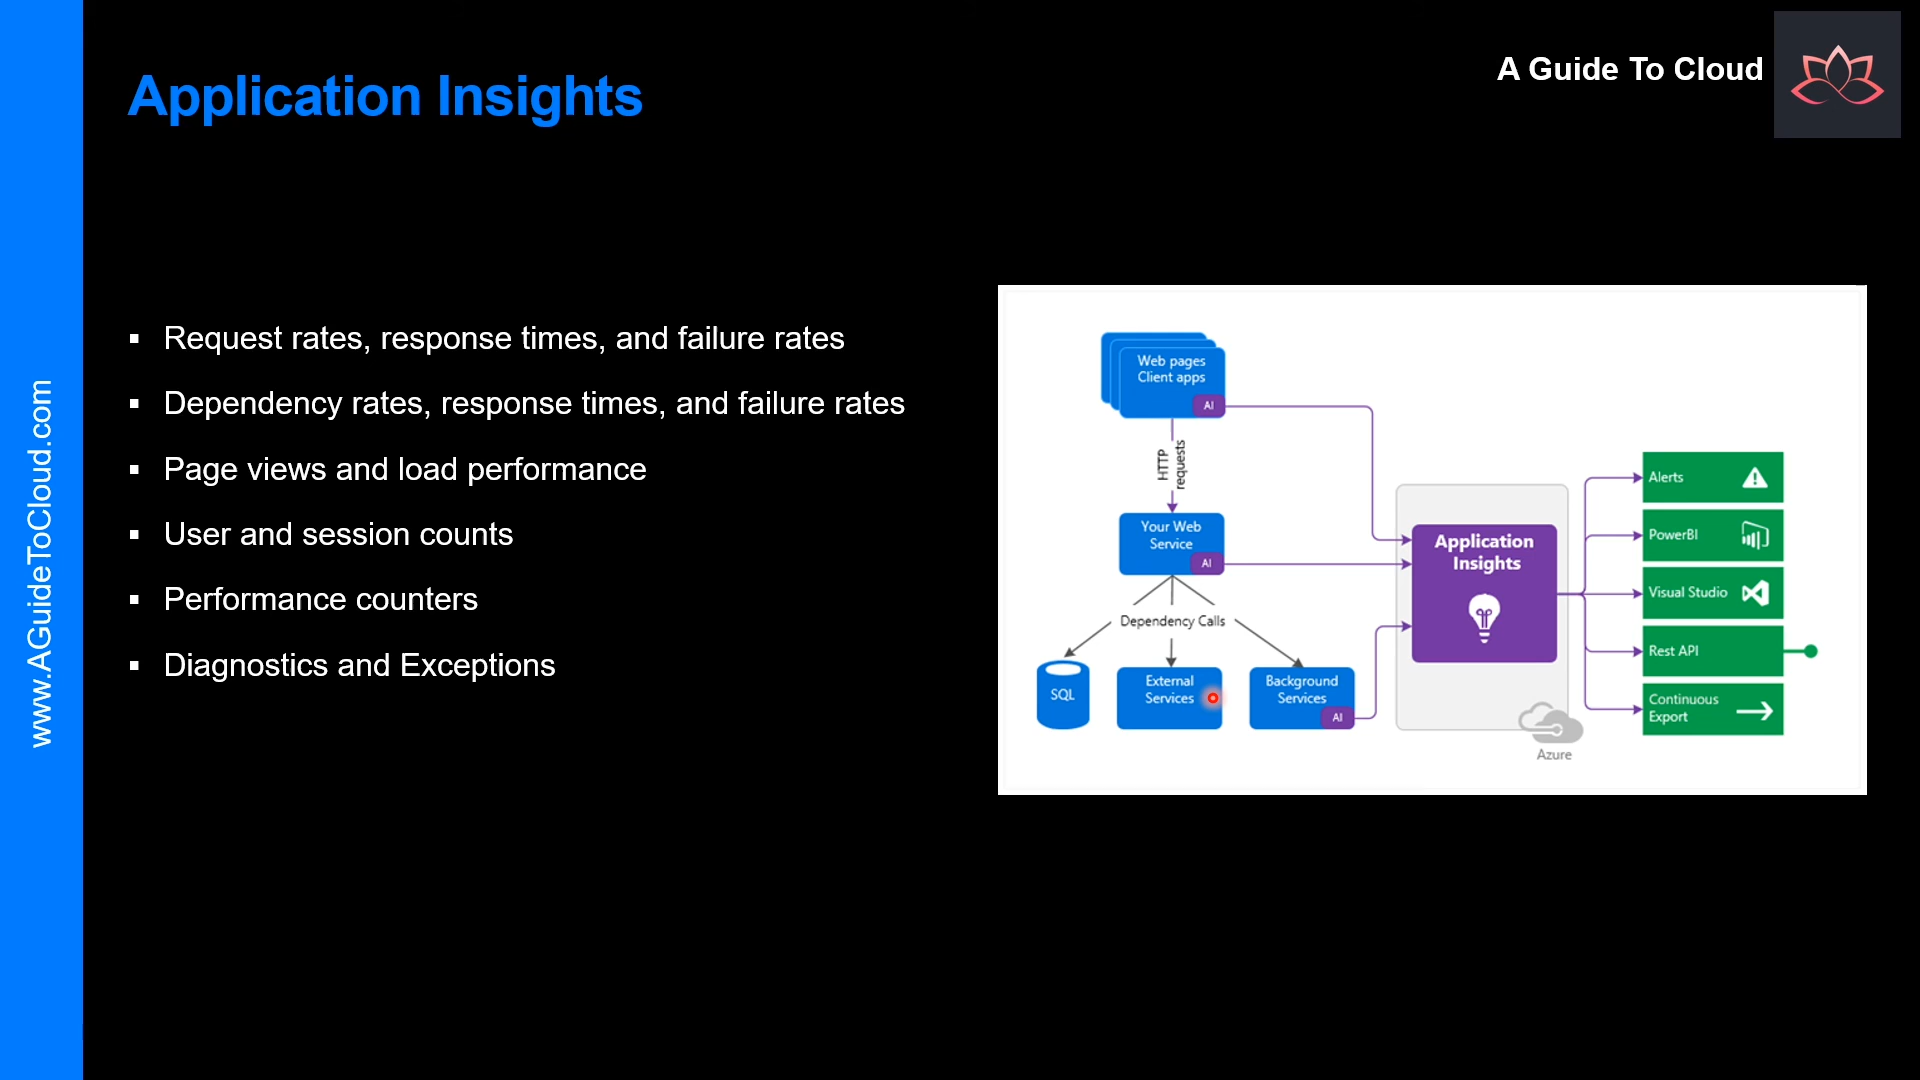 Application Insights
A Guide To Cloud
www.AGuideToCloud.com
▪ Request rates, response times, and failure rates
▪ Dependency rates, response times, and failure rates
▪ Page views and load performance
▪ User and session counts
▪ Performance counters
▪ Diagnostics and Exceptions
Web pages
Client apps
AI
HTTP
requests
Your Web
Service
AI
Dependency Calls
SQL
External
Services
Background
Services
AI
Application
Insights
Azure
Alerts
PowerBI
Visual Studio
Rest API
Continuous
Export